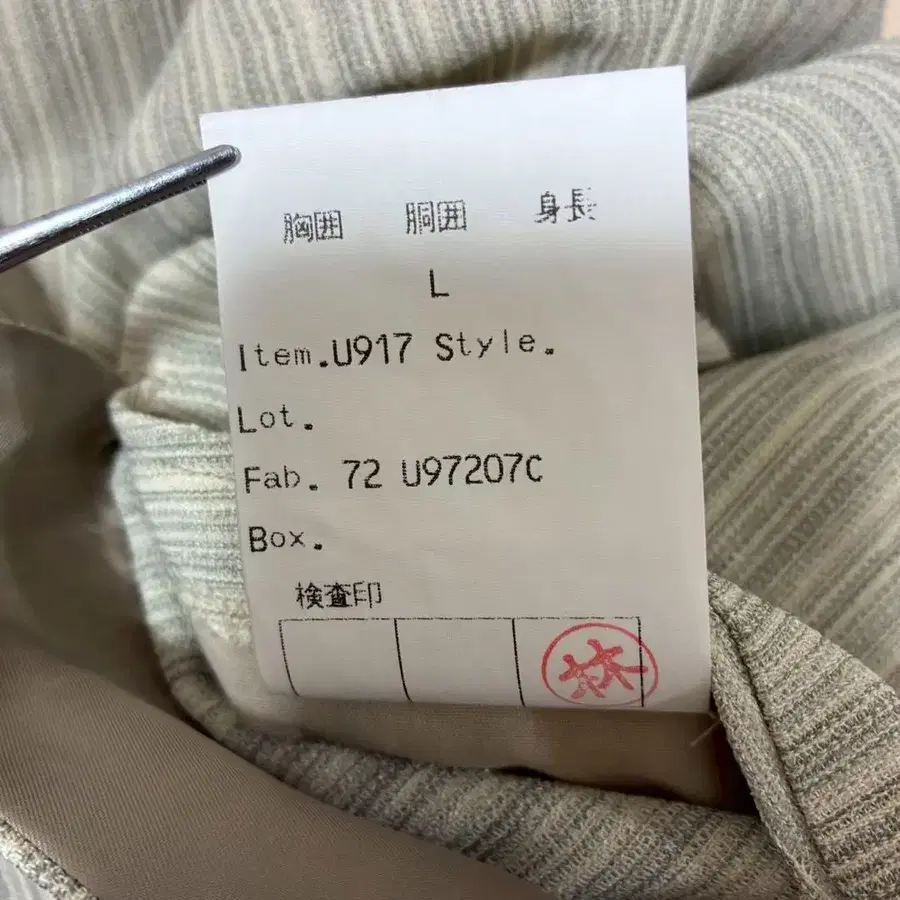 胸囲 胴囲 身長
L
Item.U917 Style.
Lot.
Fab. 72 U97207C
Box.
検査印
林